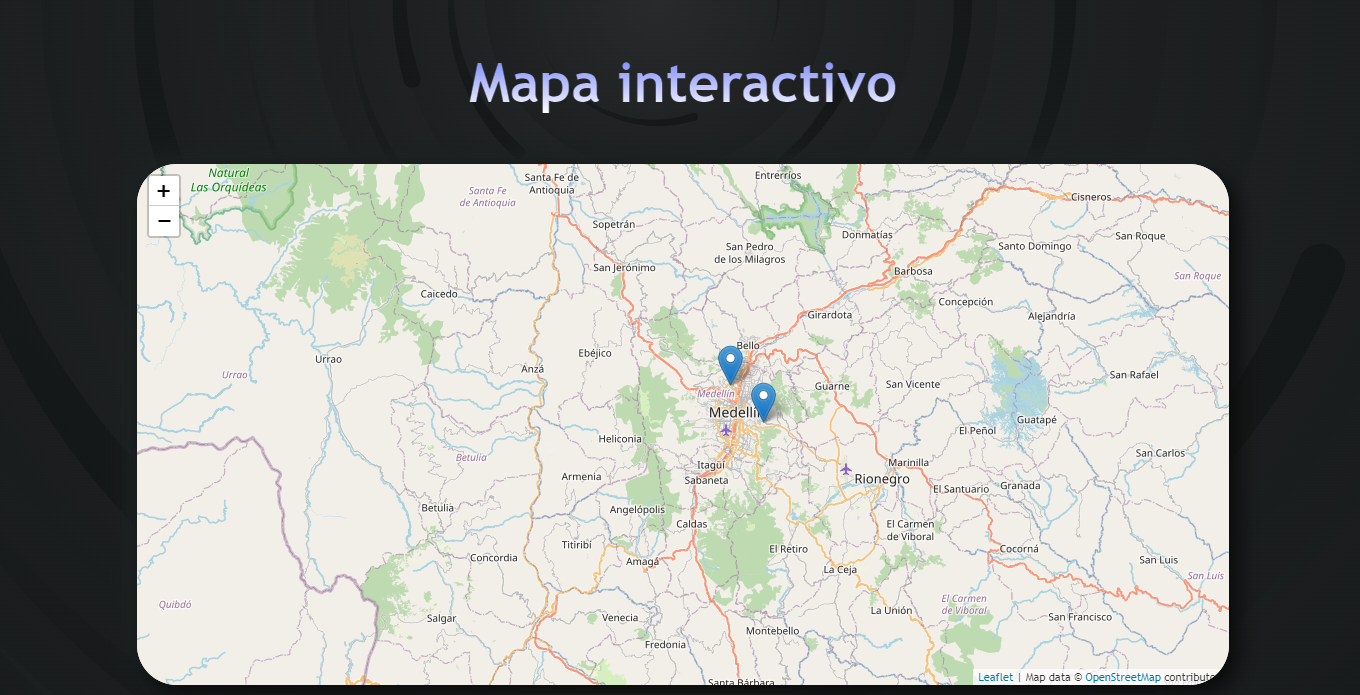 Mapa interactivo
+
−
Natural
Las Orquídeas
Santa Fe de
Antioquia
Santa Fe
de Antioquia
Entrerríos
Cisneros
Sopetrán
Donmatías
San Roque
San Pedro
de los Milagros
Santo Domingo
San Jerónimo
Barbosa
San Roque
Caicedo
Concepción
Girardota
Alejandría
Bello
Urrao
Ebéjico
Anzá
Urrao
Guarne
San Vicente
San Rafael
Medellín
Medellín
Guatapé
El Peñol
Heliconia
Betulia
San Carlos
Itagüí
Marinilla
Armenia
Sabaneta
Rionegro
El Santuario
Granada
Betulia
Angelópolis
Caldas
El Carmen
de Viboral
Titiribí
El Retiro
Cocorná
Concordia
Amagá
San Luis
La Ceja
San Luis
Quibdó
El Carmen
de Viboral
Salgar
Venecia
La Unión
San Francisco
Montebello
Fredonia
Santa Bárbara
Leaflet | Map data © OpenStreetMap contributo